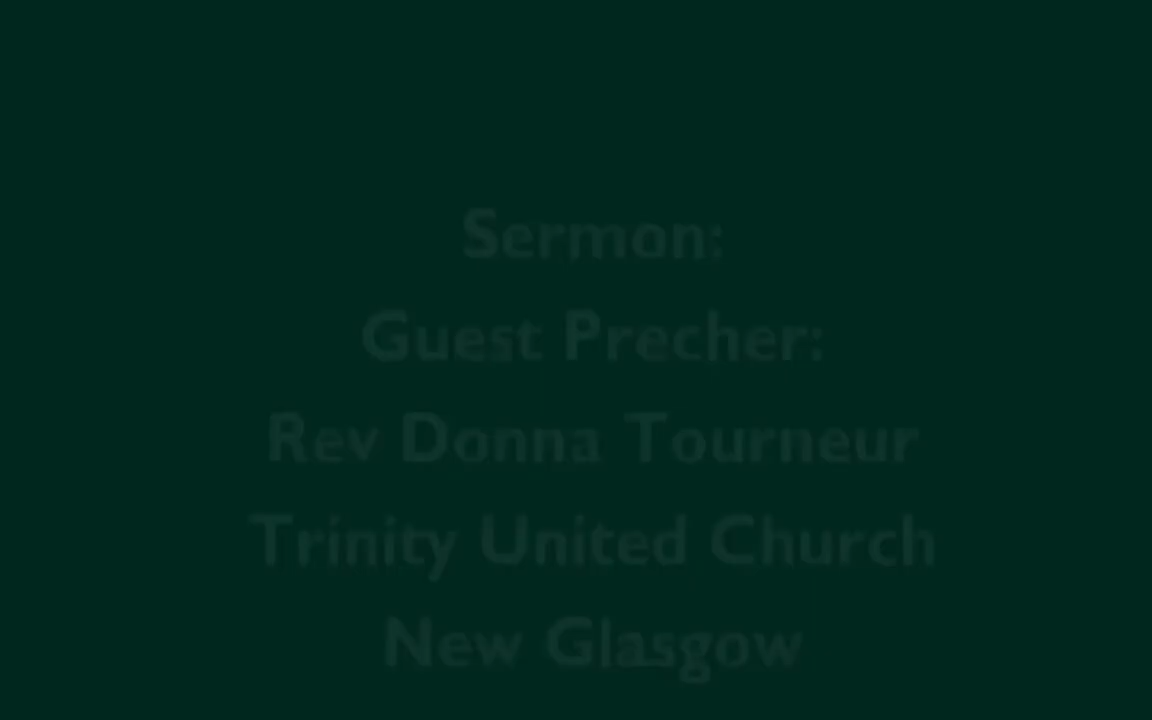 Sermon:
Guest Precher:
Rev Donna Tourneur
Trinity United Church
New Glasgow